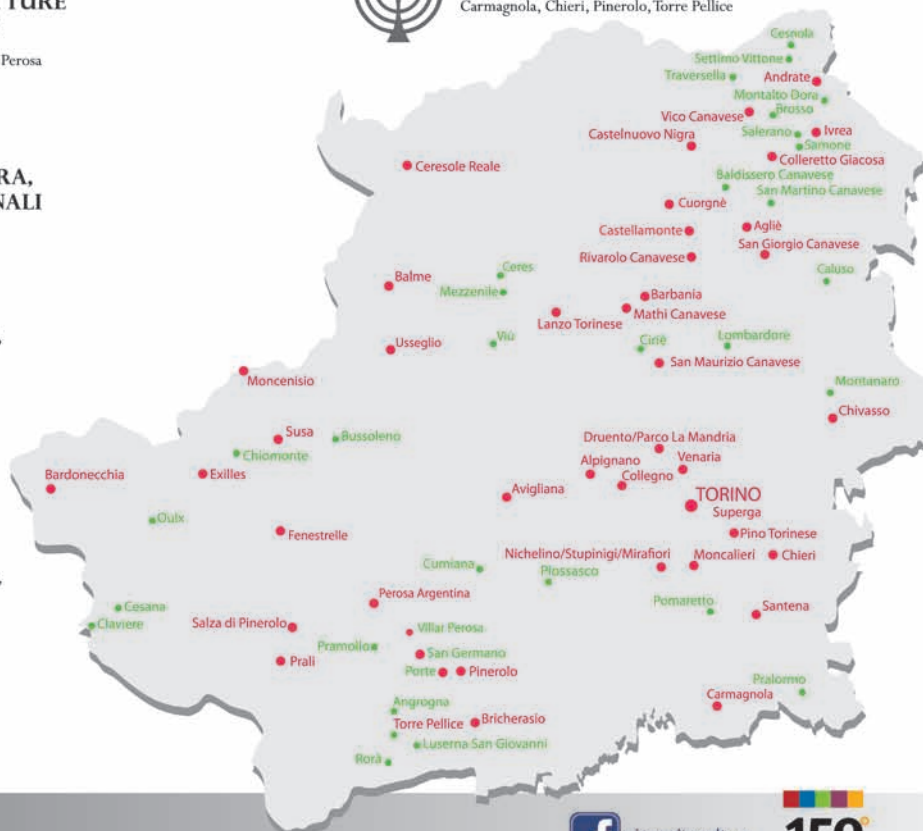 TURE
Perosa
RA,
NALI
Carmagnola, Chieri, Pinerolo, Torre Pellice
Cesnola
Settimo Vittone
Traversella
Andrate
Montalto Dora
Brosso
Vico Canavese
Castelnuovo Nigra
Salerano
Ivrea
Samone
Colleretto Giacosa
Ceresole Reale
Baldissero Canavese
San Martino Canavese
Cuorgnè
Agliè
Castellamonte
San Giorgio Canavese
Rivarolo Canavese
Ceres
Caluso
Balme
Mezzenile
Barbania
Mathi Canavese
Lanzo Torinese
Viù
Usseglio
Ciriè
Lombardore
San Maurizio Canavese
Moncenisio
Montanaro
Chivasso
Susa
Bussoleno
Druento/Parco La Mandria
Chiomonte
Venaria
Alpignano
Bardonecchia
Exilles
Collegno
Avigliana
TORINO
Superga
Oulx
Fenestrelle
Pino Torinese
Nichelino/Stupinigi/Mirafiori
Moncalieri
Chieri
Cumiana
Piossasco
Perosa Argentina
Pomaretto
Santena
Cesana
Claviere
Salza di Pinerolo
Villar Perosa
Pramollo
San Germano
Prali
Porte
Pinerolo
Pralormo
Carmagnola
Angrogna
Torre Pellice
Bricherasio
Luserna San Giovanni
Rorà
f
150°